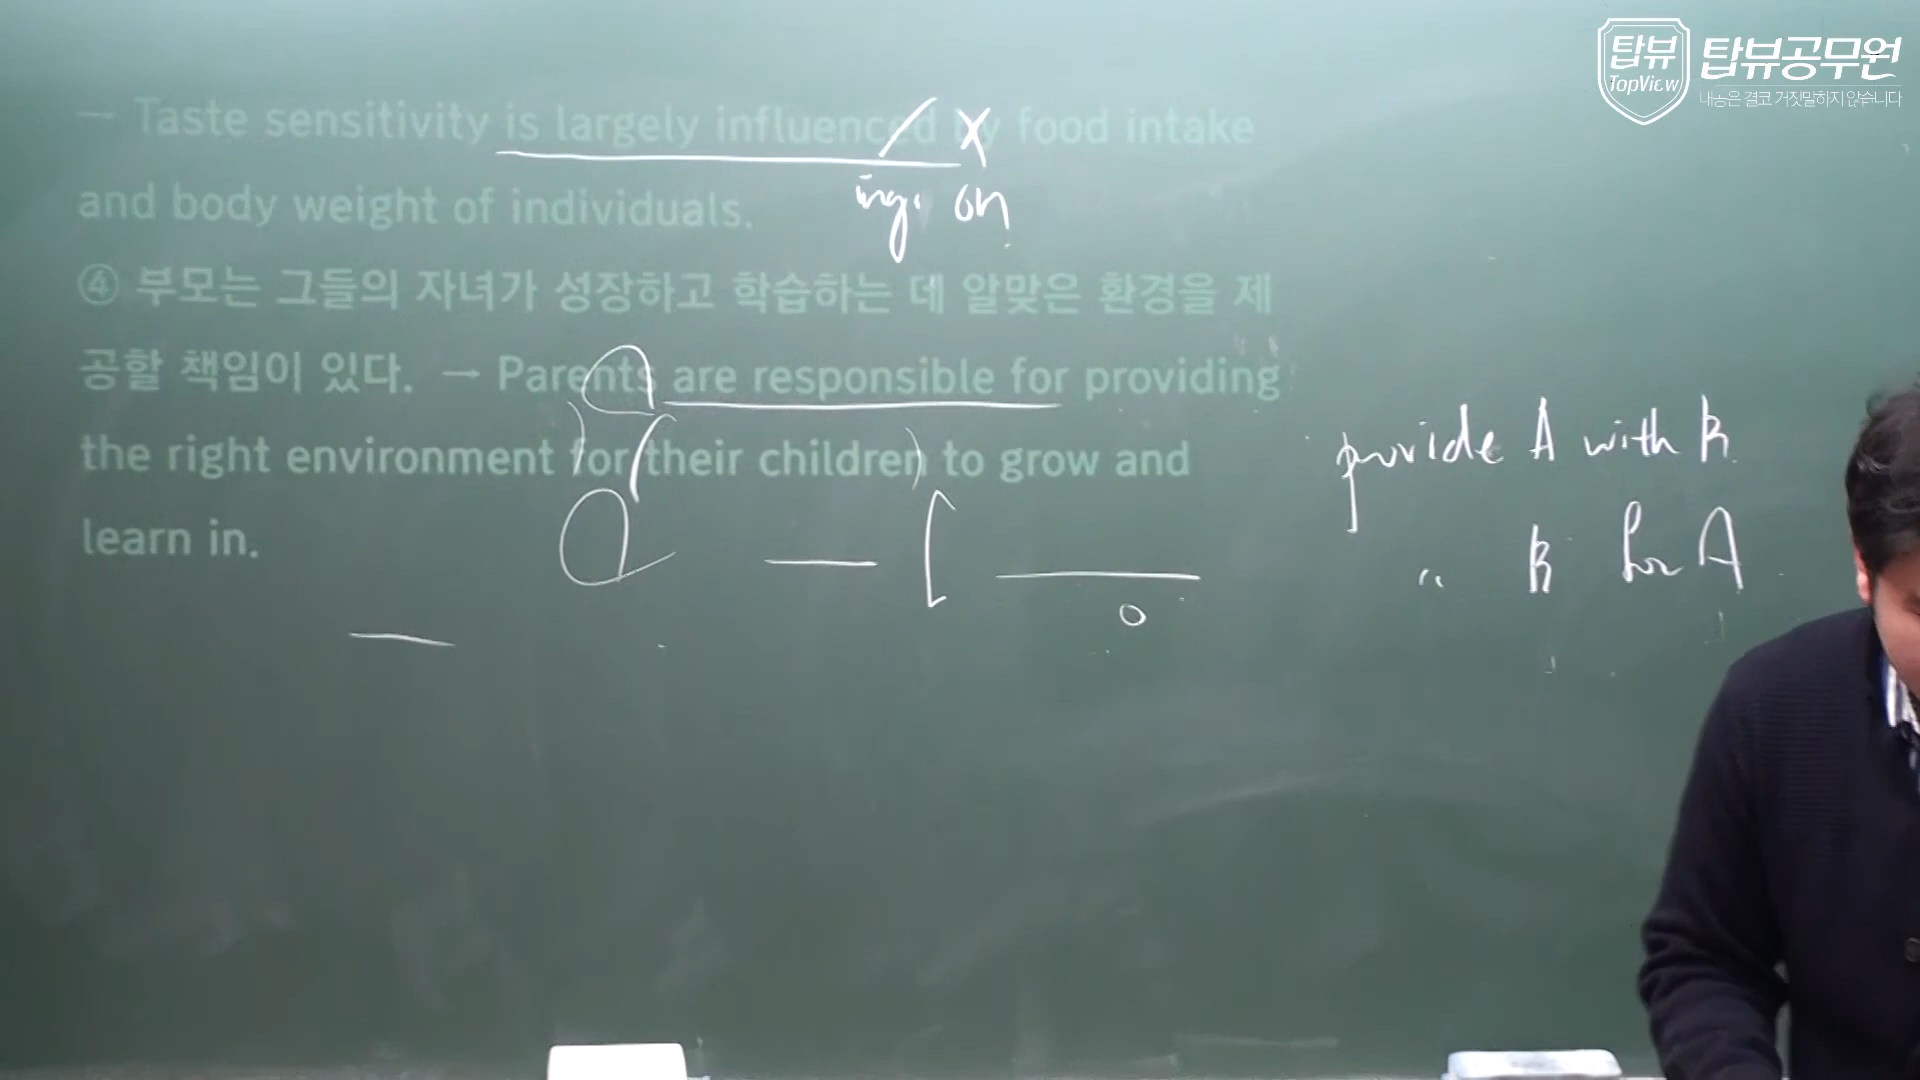 탑뷰
TopView
탑뷰공무원
내공은 결코 거짓말하지 않습니다
— Taste sensitivity is largely influenced by food intake
X
and body weight of individuals.
ing. on
④ 부모는 그들의 자녀가 성장하고 학습하는 데 알맞은 환경을 제
공할 책임이 있다. → Parents are responsible for providing
the right environment for their children to grow and
learn in.
provide A with B
" B for A